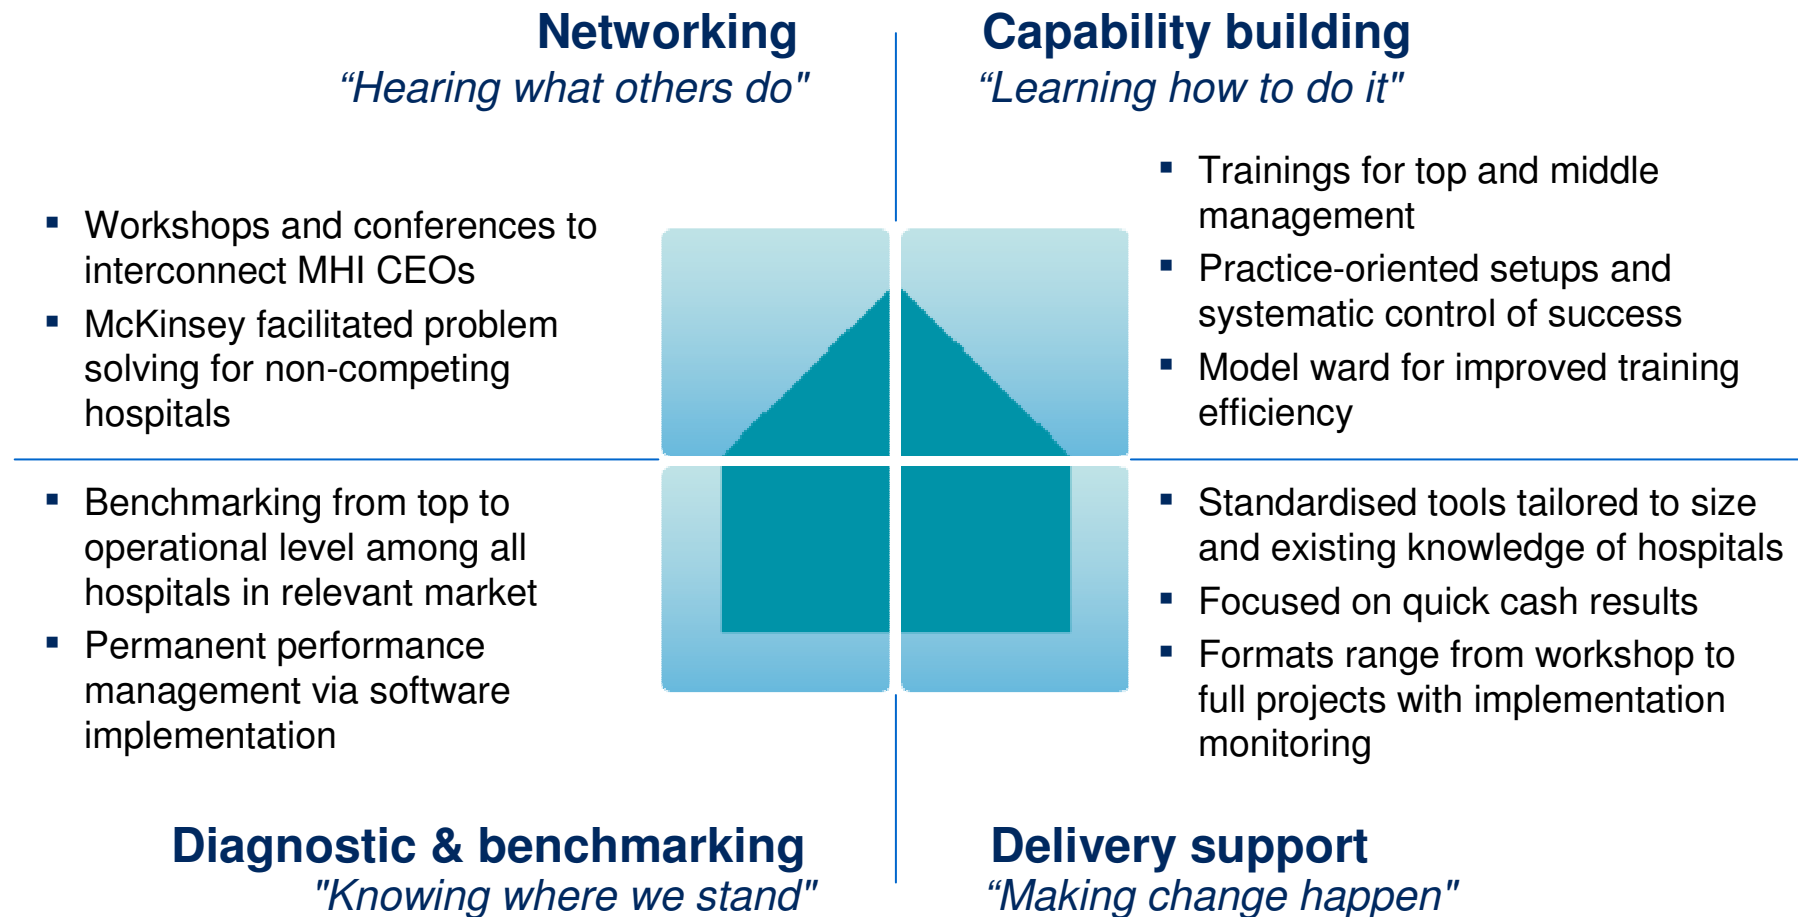 Networking
“Hearing what others do"
▪ Workshops and conferences to
interconnect MHI CEOs
▪ McKinsey facilitated problem
solving for non-competing
hospitals
Capability building
“Learning how to do it"
▪ Trainings for top and middle
management
▪ Practice-oriented setups and
systematic control of success
▪ Model ward for improved training
efficiency
▪ Benchmarking from top to
operational level among all
hospitals in relevant market
▪ Permanent performance
management via software
implementation
Diagnostic & benchmarking
"Knowing where we stand"
▪ Standardised tools tailored to size
and existing knowledge of hospitals
▪ Focused on quick cash results
▪ Formats range from workshop to
full projects with implementation
monitoring
Delivery support
“Making change happen"